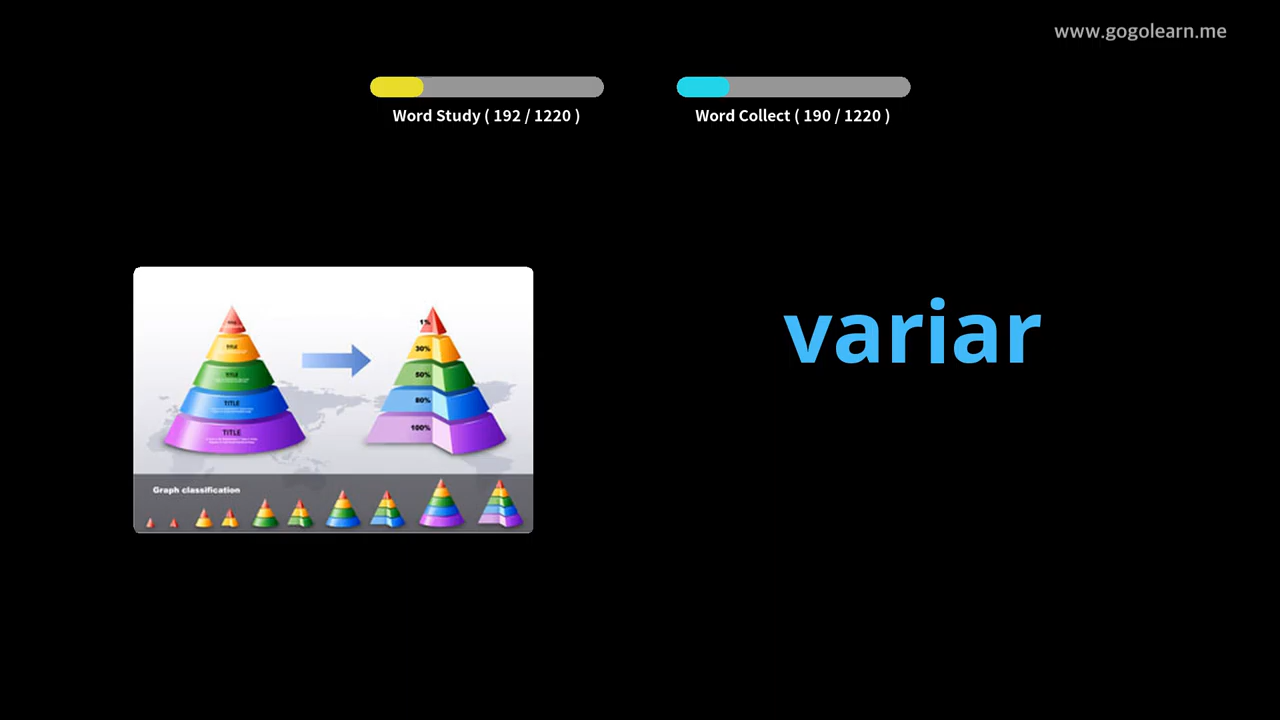 www.gogolearn.me
Word Study ( 192 / 1220 )
Word Collect ( 190 / 1220 )
variar
TITLE
TITLE
TITLE
TITLE
1%
30%
50%
80%
100%
Graph classification